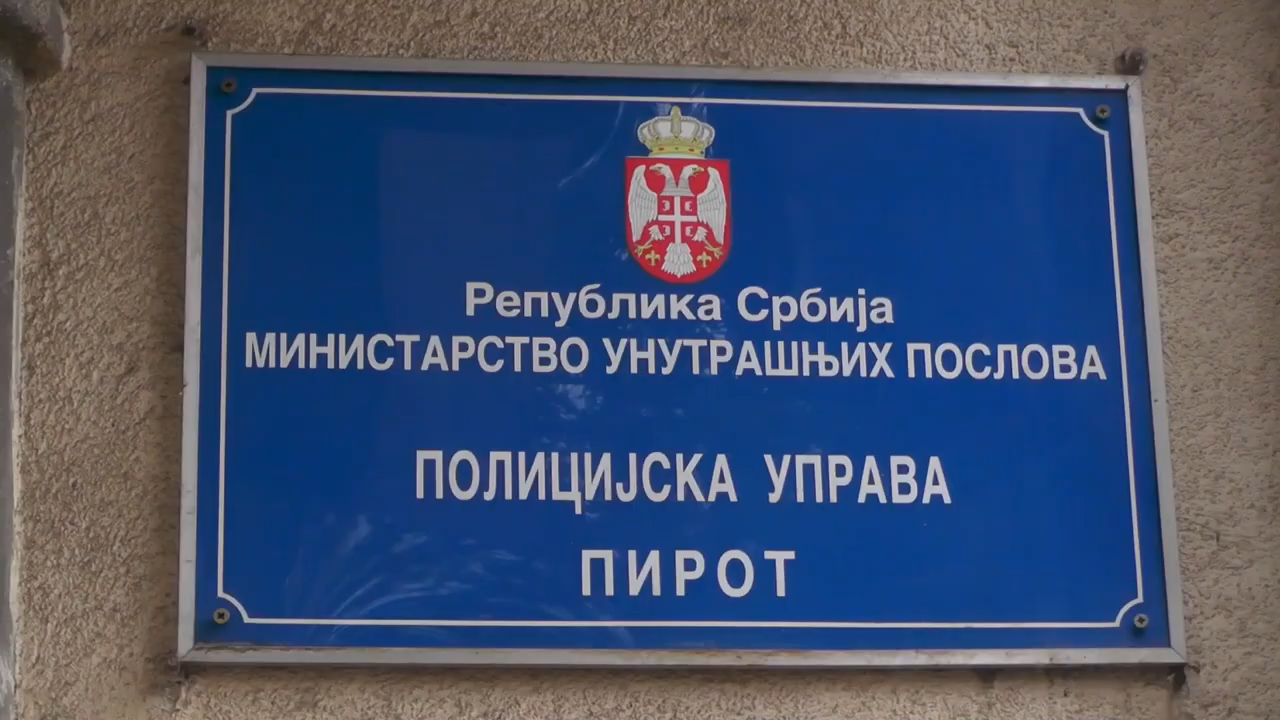 Република Србија
МИНИСТАРСТВО УНУТРАШЊИХ ПОСЛОВА
ПОЛИЦИЈСКА УПРАВА
ПИРОТ